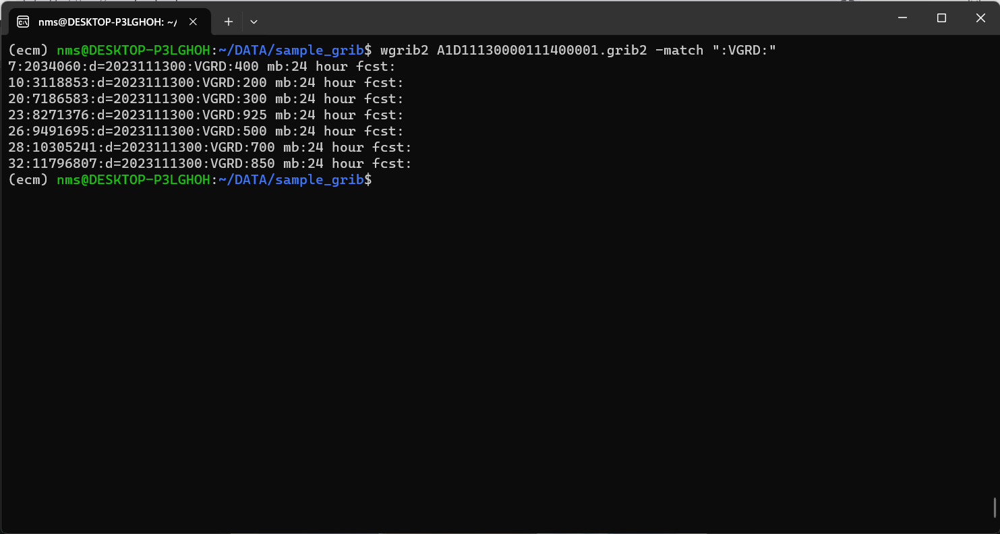 nms@DESKTOP-P3LGHOH: ~/
(ecm) nms@DESKTOP-P3LGHOH:~/DATA/sample_grib$ wgrib2 A1D11130000111400001.grib2 -match ":VGRD:"
7:2034060:d=2023111300:VGRD:400 mb:24 hour fcst:
10:3118853:d=2023111300:VGRD:200 mb:24 hour fcst:
20:7186583:d=2023111300:VGRD:300 mb:24 hour fcst:
23:8271376:d=2023111300:VGRD:925 mb:24 hour fcst:
26:9491695:d=2023111300:VGRD:500 mb:24 hour fcst:
28:10305241:d=2023111300:VGRD:700 mb:24 hour fcst:
32:11796807:d=2023111300:VGRD:850 mb:24 hour fcst:
(ecm) nms@DESKTOP-P3LGHOH:~/DATA/sample_grib$